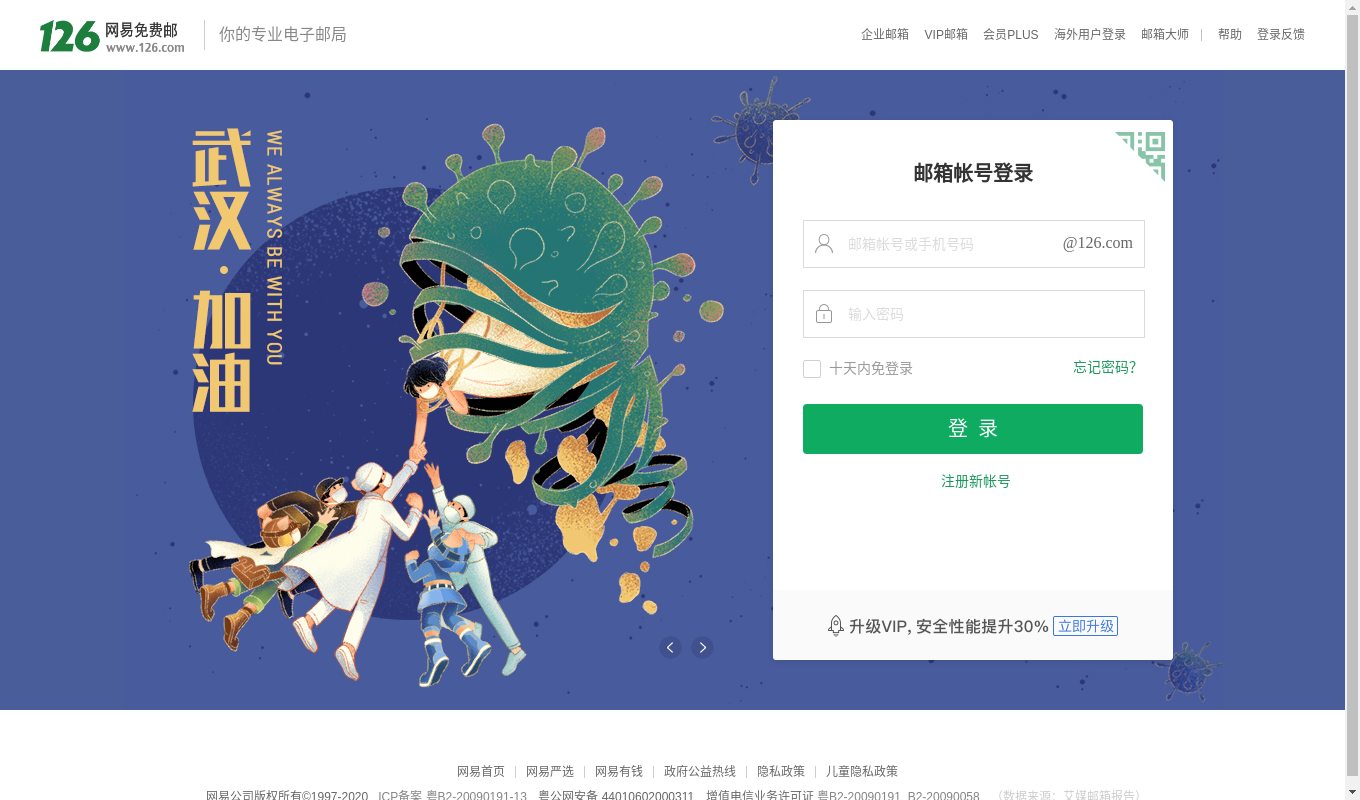 126 网易免费邮
www.126.com
你的专业电子邮局
企业邮箱 VIP邮箱 会员PLUS 海外用户登录 邮箱大师 | 帮助 登录反馈
武汉·加油
WE ALWAYS BE WITH YOU
邮箱帐号登录
邮箱帐号或手机号码 @126.com
输入密码
十天内免登录 忘记密码?
登 录
注册新帐号
升级VIP, 安全性能提升30% 立即升级
网易首页 | 网易严选 | 网易有钱 | 政府公益热线 | 隐私政策 | 儿童隐私政策
网易公司版权所有©1997-2020 ICP备案 粤B2-20090191-13 粤公网安备 44010602000311 增值电信业务许可证 粤B2-20090191 B2-20090058 （数据来源：艾媒邮箱报告）